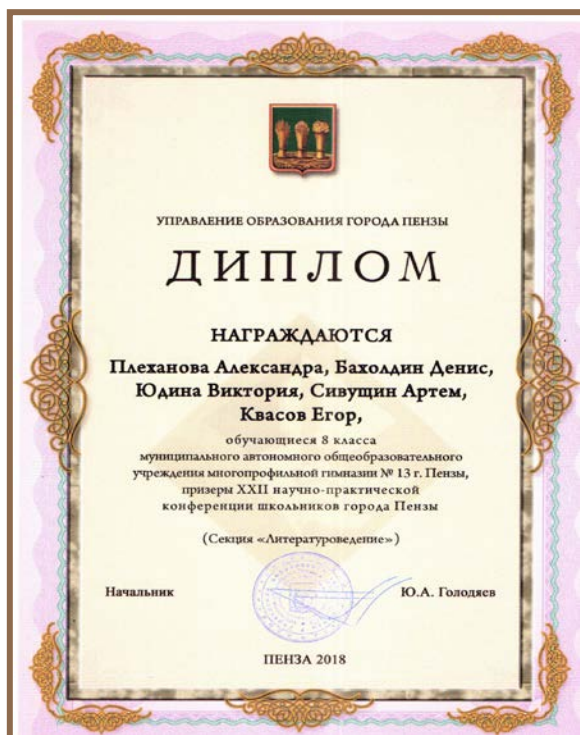 УПРАВЛЕНИЕ ОБРАЗОВАНИЯ ГОРОДА ПЕНЗЫ
ДИПЛОМ
НАГРАЖДАЮТСЯ
Плеханова Александра, Бахолдин Денис,
Юдина Виктория, Сивущин Артем,
Квасов Егор,
обучающиеся 8 класса
муниципального автономного общеобразовательного
учреждения многопрофильной гимназии № 13 г. Пензы,
призеры XXII научно-практической
конференции школьников города Пензы
(Секция «Литературоведение»)
Начальник Ю.А. Голодяев
ПЕНЗА 2018